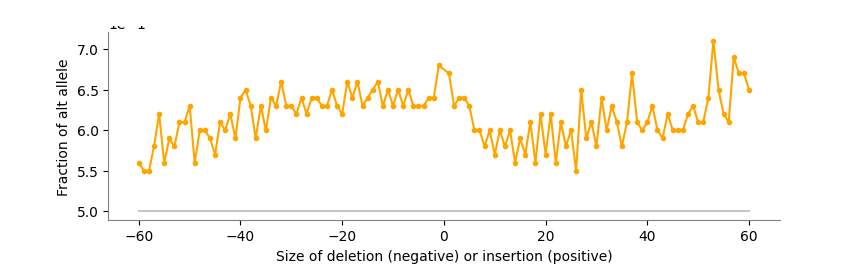 7.0
6.5
6.0
5.5
5.0
Fraction of alt allele
−60 −40 −20 0 20 40 60
Size of deletion (negative) or insertion (positive)